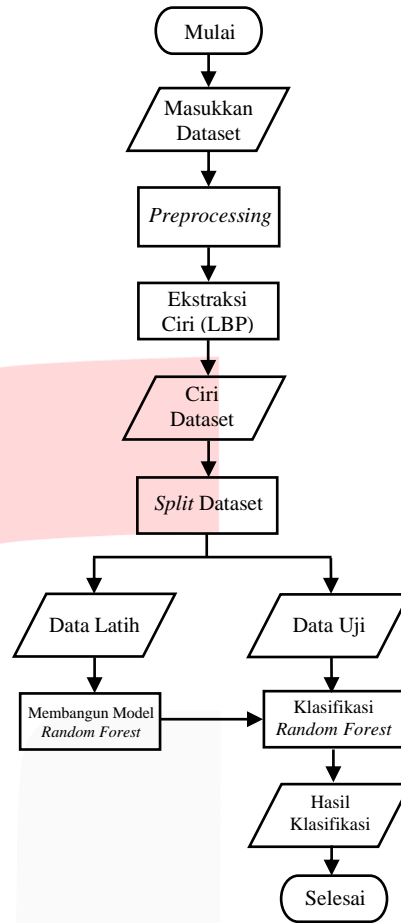 Mulai
Masukkan
Dataset
Preprocessing
Ekstraksi
Ciri (LBP)
Ciri
Dataset
Split Dataset
Data Latih
Data Uji
Membangun Model
Random Forest
Klasifikasi
Random Forest
Hasil
Klasifikasi
Selesai